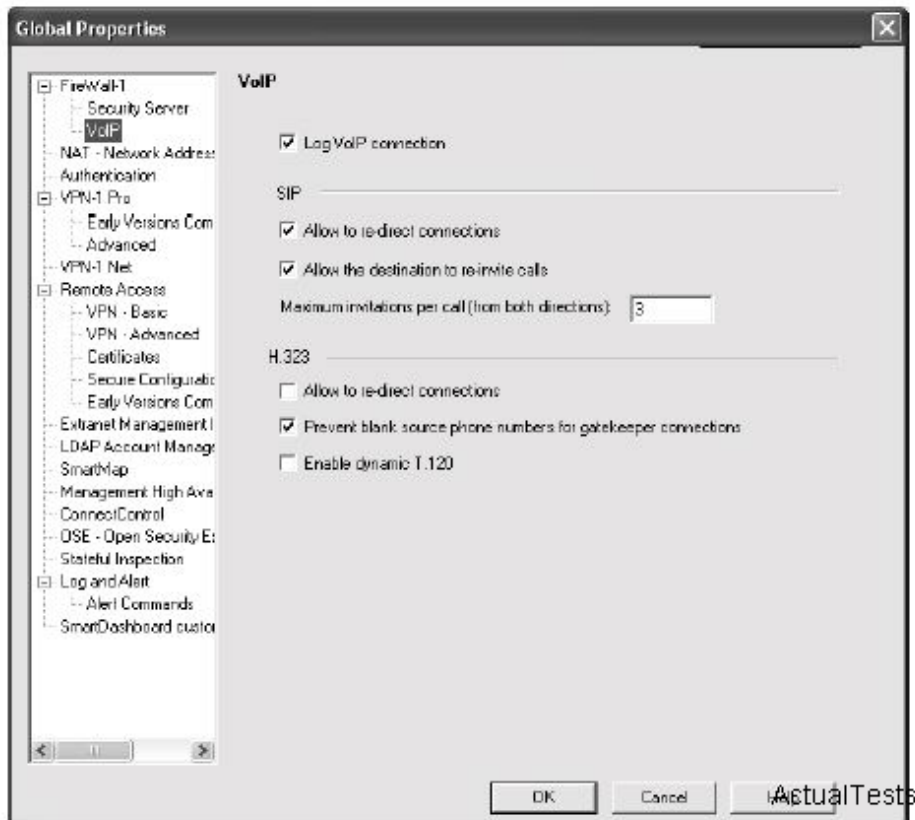 Global Properties
FireWall-1
Security Server
VoIP
NAT - Network Address
Authentication
VPN-1 Pro
Early Versions Com
Advanced
VPN-1 Net
Remote Access
VPN - Basic
VPN - Advanced
Certificates
Secure Configuratic
Early Versions Com
Extranet Management I
LDAP Account Manage
SmartMap
Management High Ava
ConnectControl
OSE - Open Security E:
Stateful Inspection
Log and Alert
Alert Commands
SmartDashboard custor
VoIP
Log VoIP connection
SIP
Allow to re-direct connections
Allow the destination to re-invite calls
Maximum invitations per call (from both directions): 3
H.323
Allow to re-direct connections
Prevent blank source phone numbers for gatekeeper connections
Enable dynamic T.120
OK Cancel
ActualTests